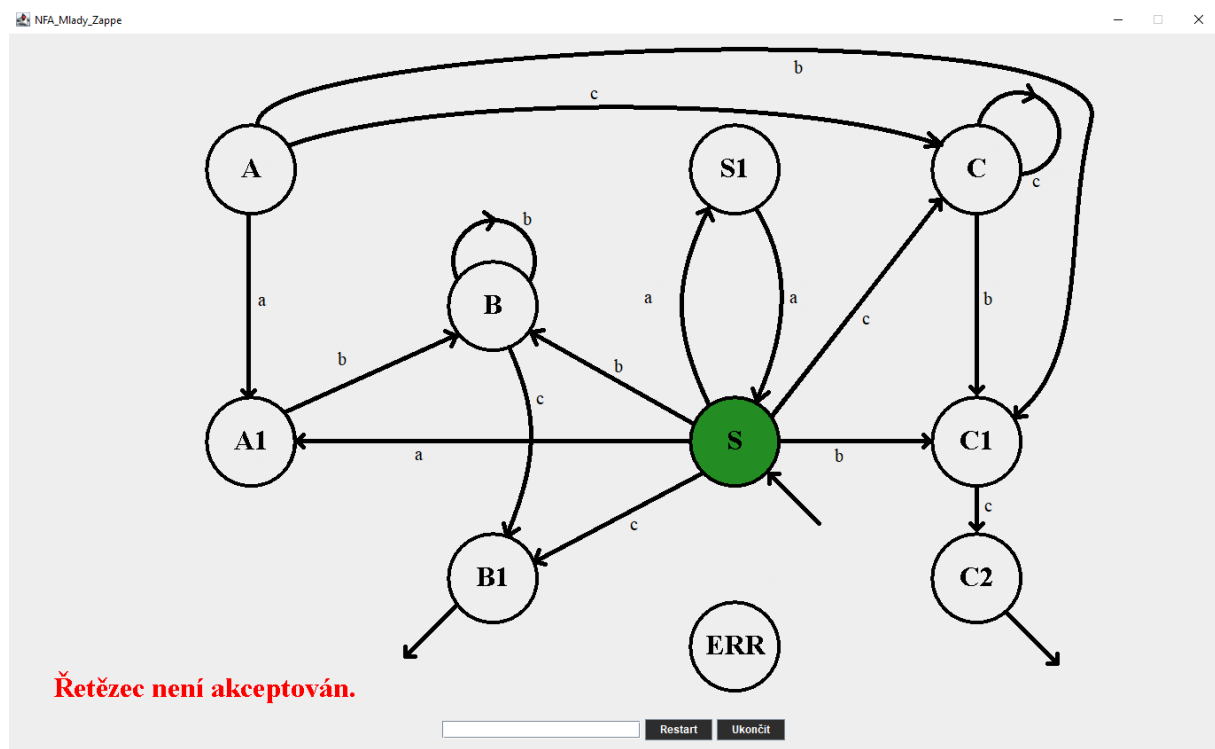 NFA_Mlady_Zappe
b
c
A
S1
C
c
b
a
B
a
a
b
c
b
b
c
A1
a
S
b
C1
c
c
B1
C2
ERR
Řetězec není akceptován.
Restart
Ukončit